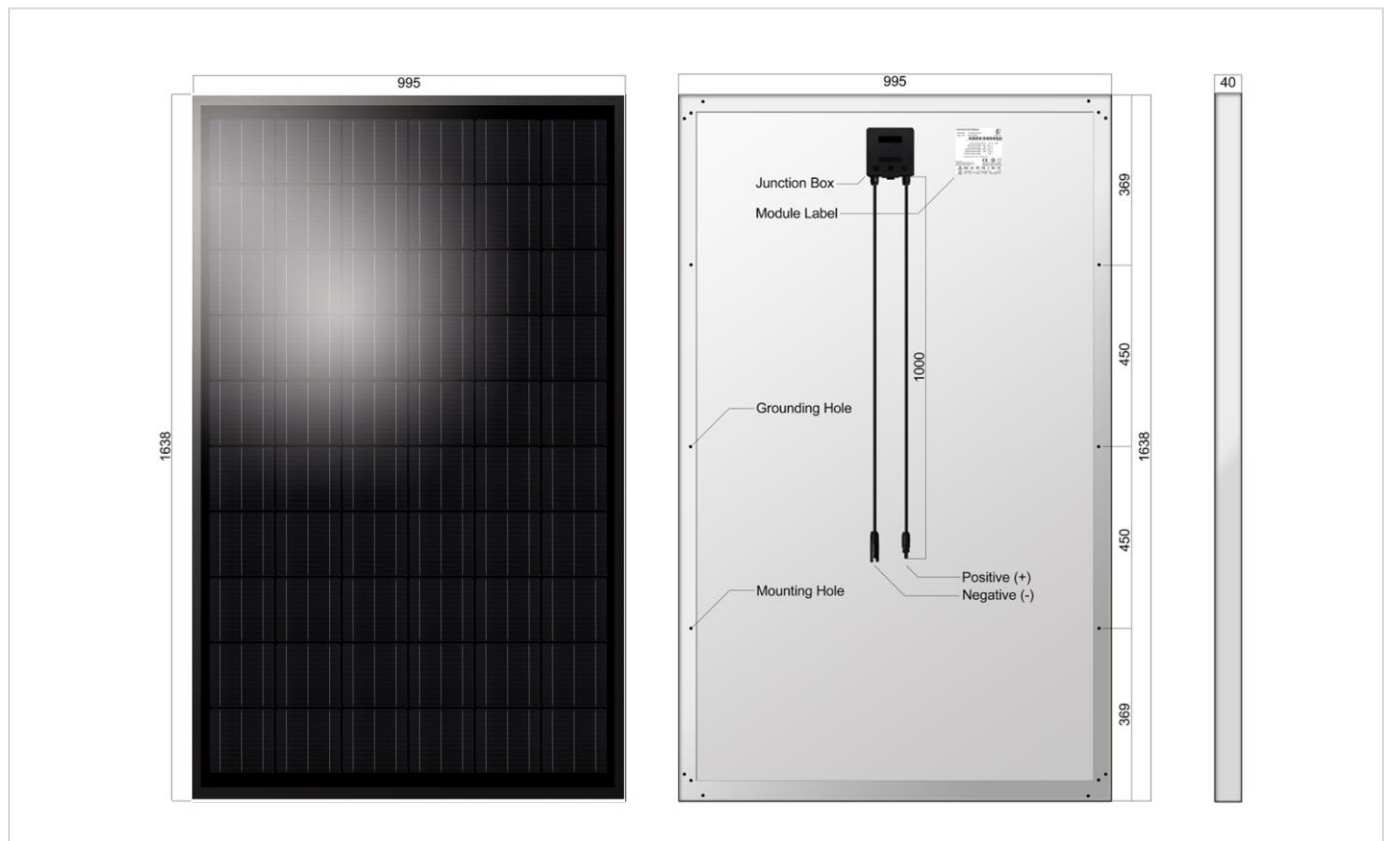 995
1638
995
40
Junction Box
Module Label
369
450
1000
Grounding Hole
1638
450
Mounting Hole
Positive (+)
Negative (-)
369